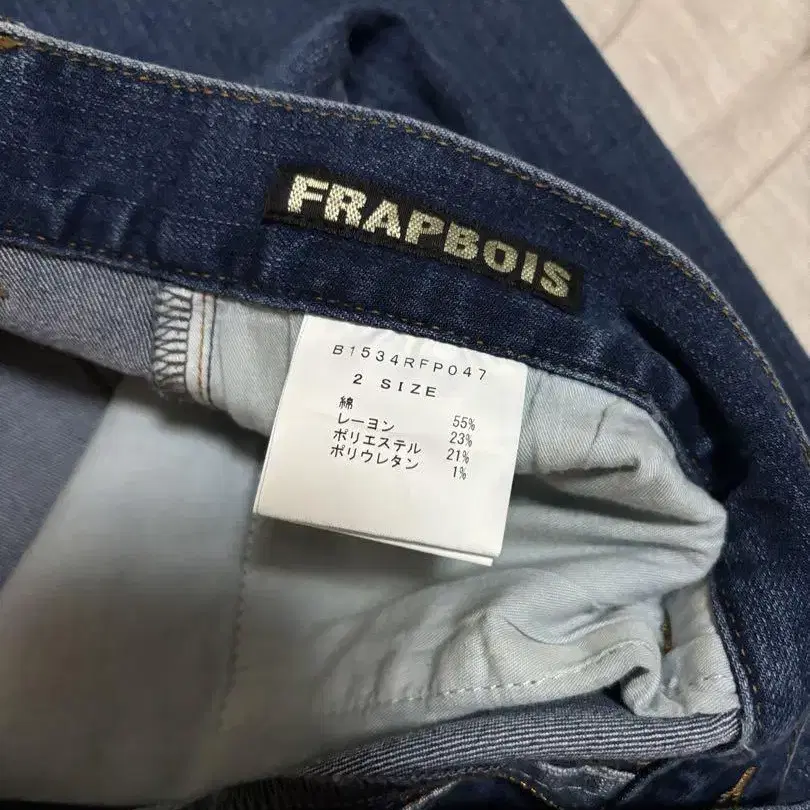 FRAPBOIS
B1534RFP047
2 SIZE
綿 55%
レーヨン 23%
ポリエステル 21%
ポリウレタン 1%